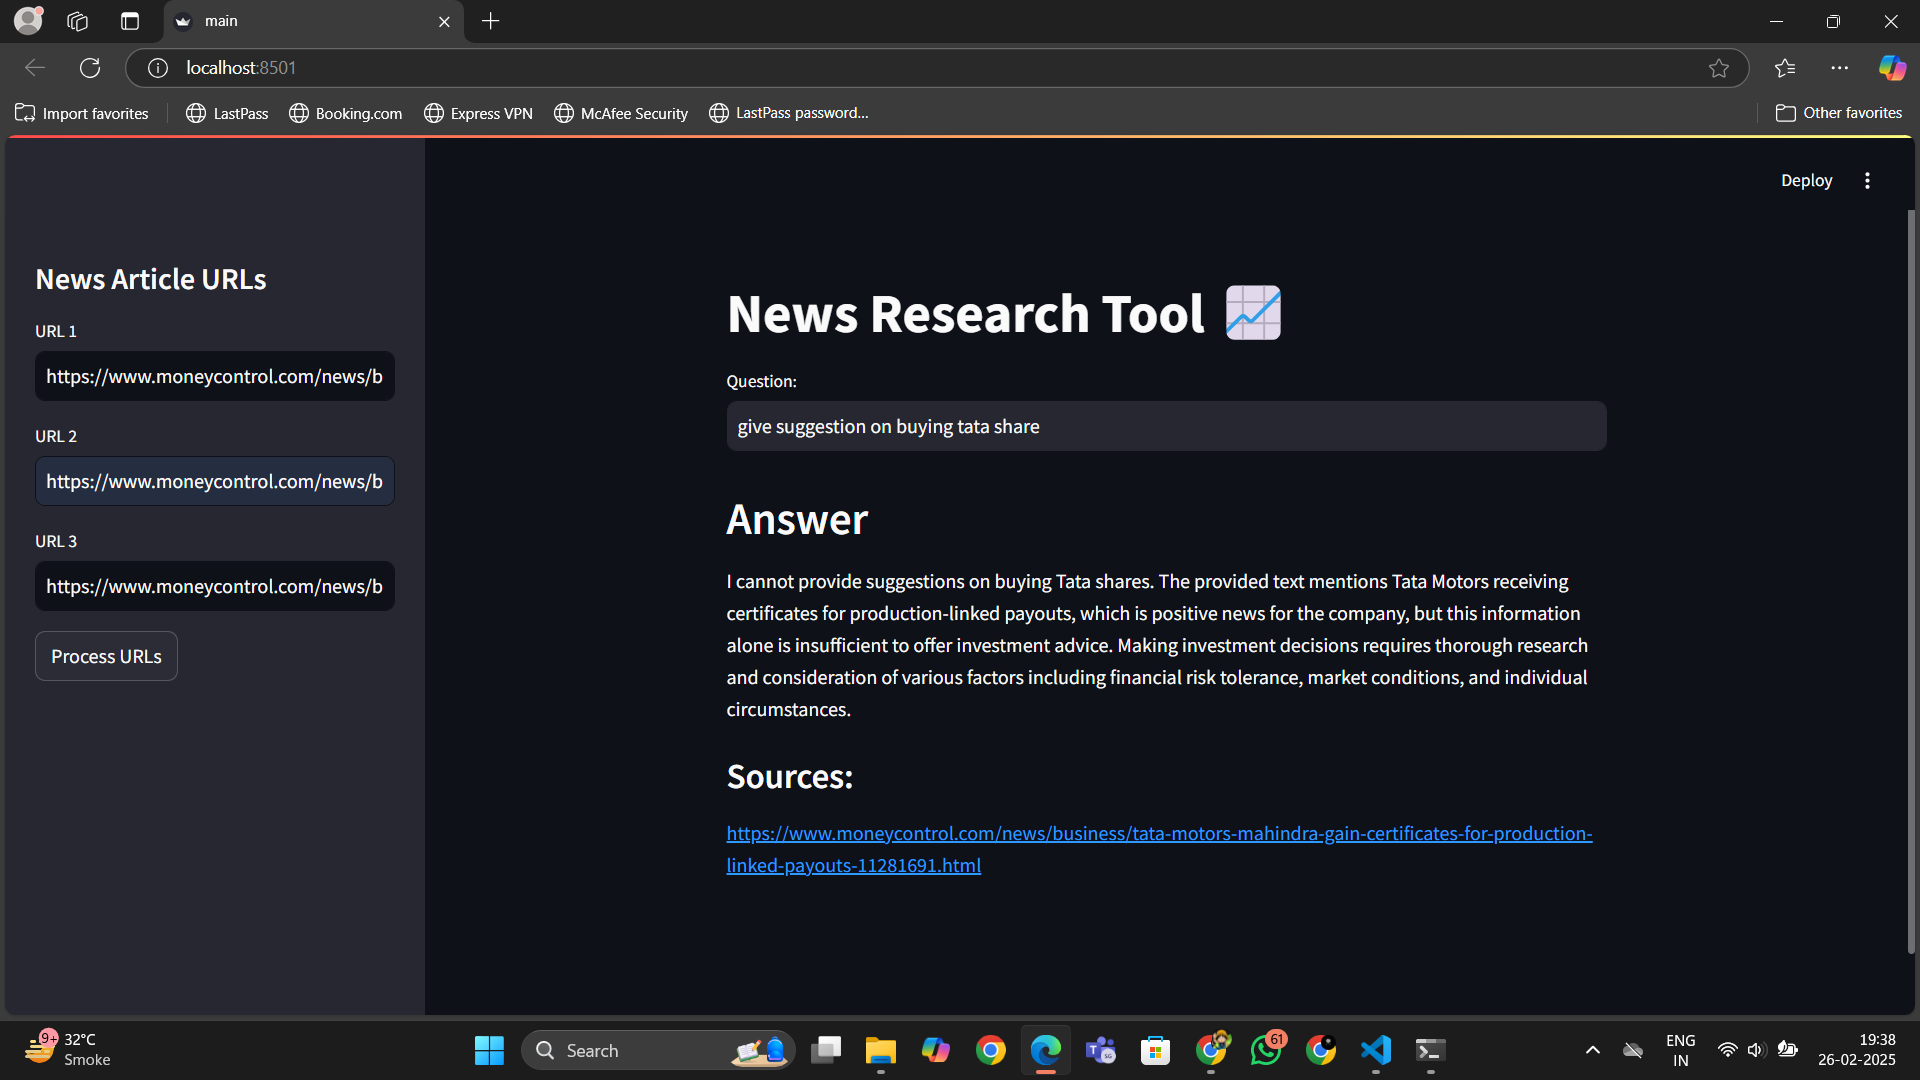 main
localhost:8501
Import favorites
LastPass
Booking.com
Express VPN
McAfee Security
LastPass password...
Other favorites
Deploy
News Article URLs
URL 1
https://www.moneycontrol.com/news/b
URL 2
https://www.moneycontrol.com/news/b
URL 3
https://www.moneycontrol.com/news/b
Process URLs
News Research Tool
Question:
give suggestion on buying tata share
Answer
I cannot provide suggestions on buying Tata shares. The provided text mentions Tata Motors receiving
certificates for production-linked payouts, which is positive news for the company, but this information
alone is insufficient to offer investment advice. Making investment decisions requires thorough research
and consideration of various factors including financial risk tolerance, market conditions, and individual
circumstances.
Sources:
https://www.moneycontrol.com/news/business/tata-motors-mahindra-gain-certificates-for-production-
linked-payouts-11281691.html
9+
32°C
Smoke
Search
SG
61
ENG
IN
19:38
26-02-2025